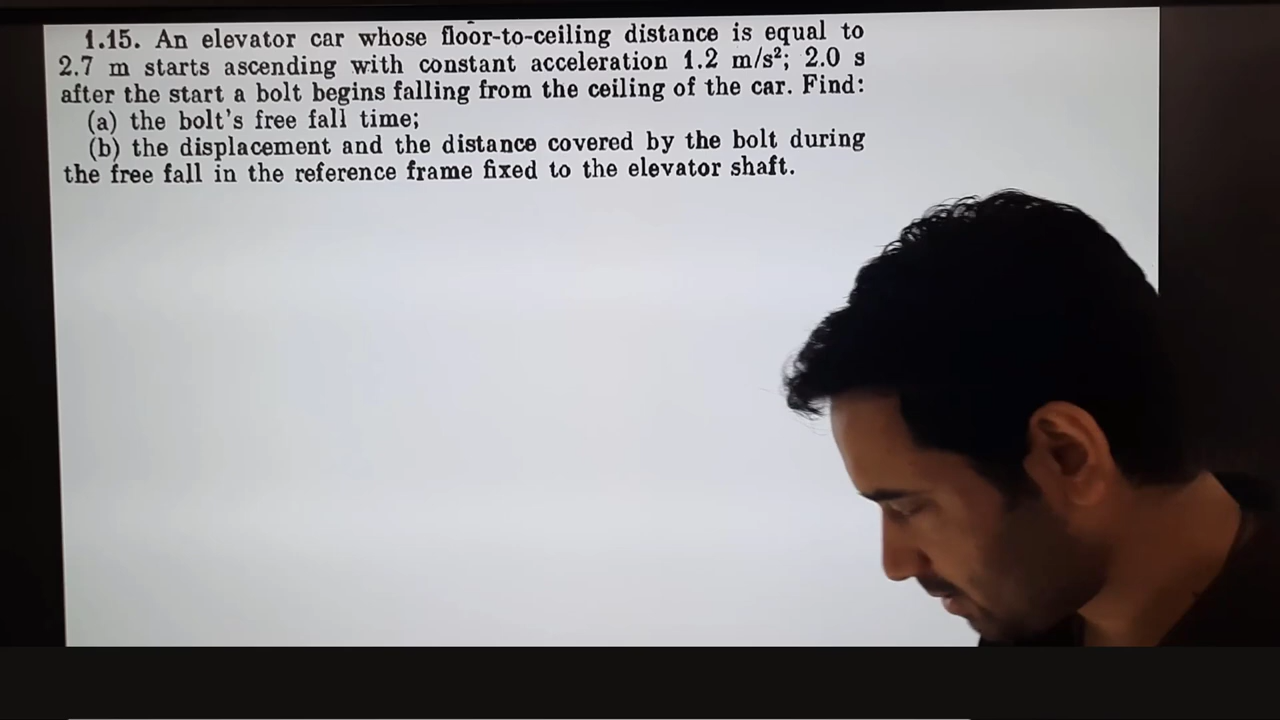 1.15. An elevator car whose floor-to-ceiling distance is equal to
2.7 m starts ascending with constant acceleration 1.2 m/s²; 2.0 s
after the start a bolt begins falling from the ceiling of the car. Find:
(a) the bolt's free fall time;
(b) the displacement and the distance covered by the bolt during
the free fall in the reference frame fixed to the elevator shaft.